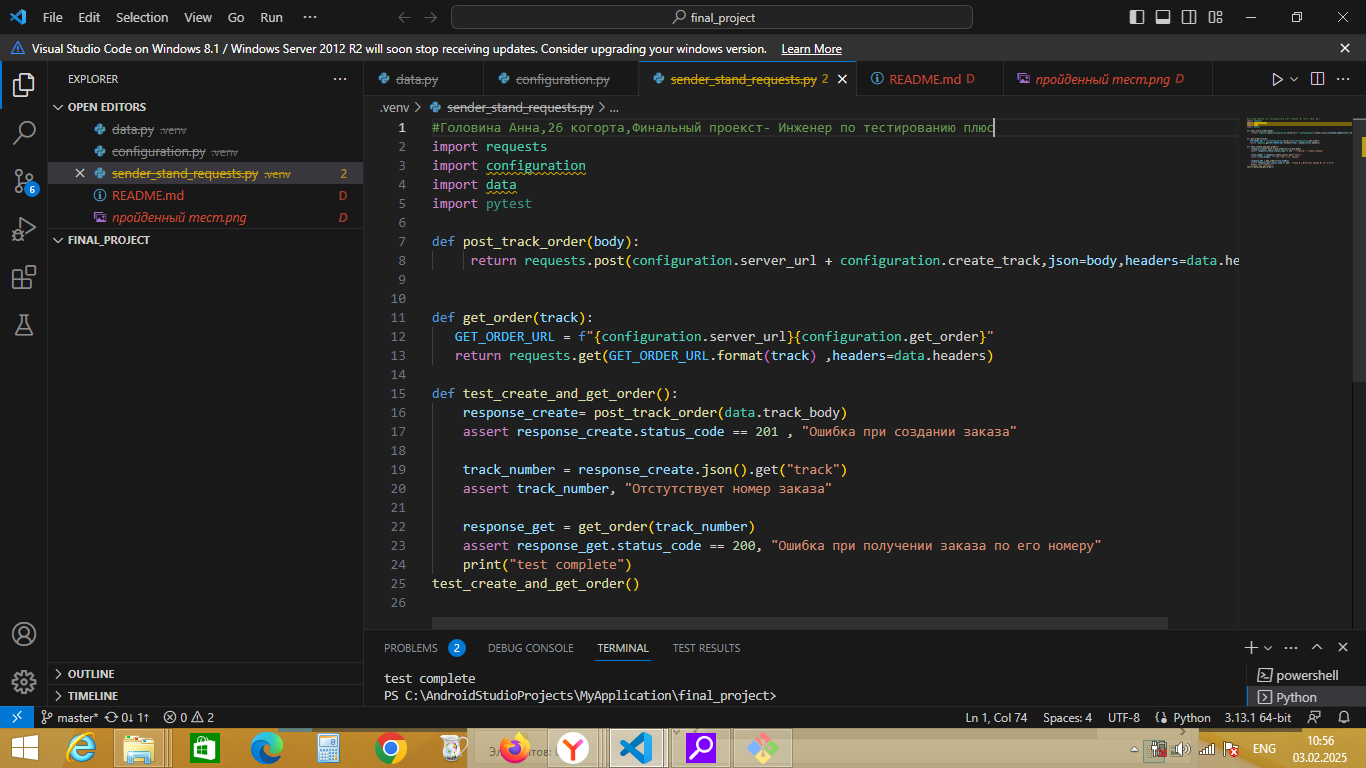 File Edit Selection View Go Run ··· final_project
Visual Studio Code on Windows 8.1 / Windows Server 2012 R2 will soon stop receiving updates. Consider upgrading your windows version. Learn More
EXPLORER ···
OPEN EDITORS
data.py .venv
configuration.py .venv
sender_stand_requests.py .venv 2
README.md D
пройденный тест.png D
FINAL_PROJECT
OUTLINE
TIMELINE
data.py configuration.py sender_stand_requests.py 2 README.md D пройденный тест.png D
.venv > sender_stand_requests.py > ...
1 #Головина Анна,26 когорта,Финальный проекст- Инженер по тестированию плюс
2 import requests
3 import configuration
4 import data
5 import pytest
6
7 def post_track_order(body):
8 return requests.post(configuration.server_url + configuration.create_track,json=body,headers=data.he
9
10
11 def get_order(track):
12 GET_ORDER_URL = f"{configuration.server_url}{configuration.get_order}"
13 return requests.get(GET_ORDER_URL.format(track) ,headers=data.headers)
14
15 def test_create_and_get_order():
16 response_create= post_track_order(data.track_body)
17 assert response_create.status_code == 201 , "Ошибка при создании заказа"
18
19 track_number = response_create.json().get("track")
20 assert track_number, "Отстутствует номер заказа"
21
22 response_get = get_order(track_number)
23 assert response_get.status_code == 200, "Ошибка при получении заказа по его номеру"
24 print("test complete")
25 test_create_and_get_order()
26
PROBLEMS 2 DEBUG CONSOLE TERMINAL TEST RESULTS
test complete
PS C:\AndroidStudioProjects\MyApplication\final_project>
powershell
Python
6
master* 0↓ 1↑ 0 2 Ln 1, Col 74 Spaces: 4 UTF-8 Python 3.13.1 64-bit
ENG 10:56
03.02.2025